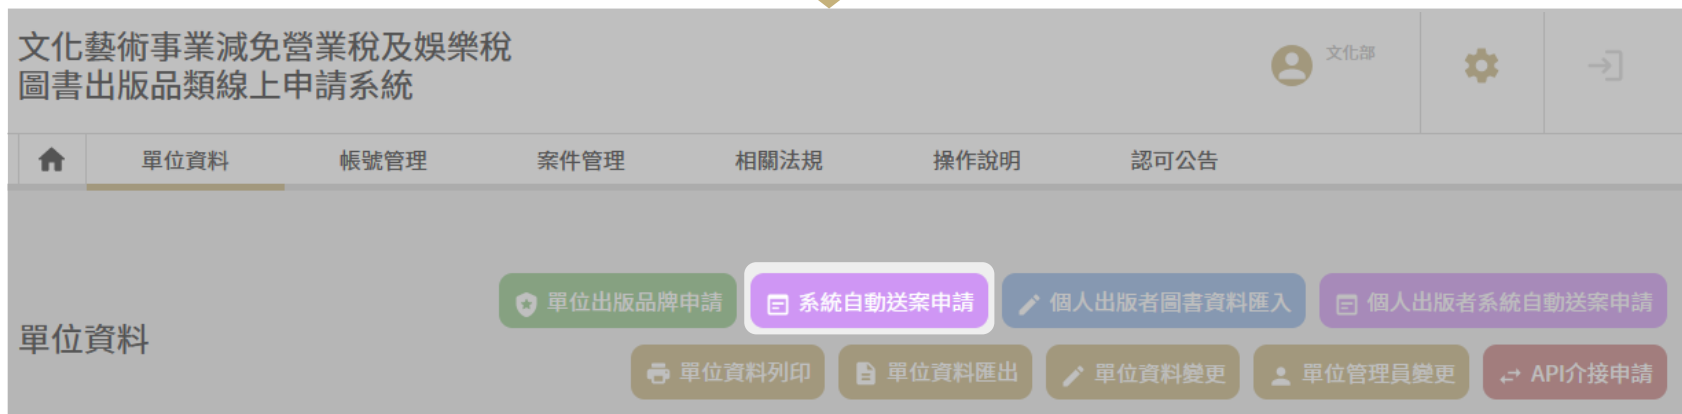 文化藝術事業減免營業稅及娛樂稅
圖書出版品類線上申請系統
文化部
單位資料 帳號管理 案件管理 相關法規 操作說明 認可公告
單位出版品牌申請 系統自動送案申請 個人出版者圖書資料匯入 個人出版者系統自動送案申請
單位資料
單位資料列印 單位資料匯出 單位資料變更 單位管理員變更 API介接申請